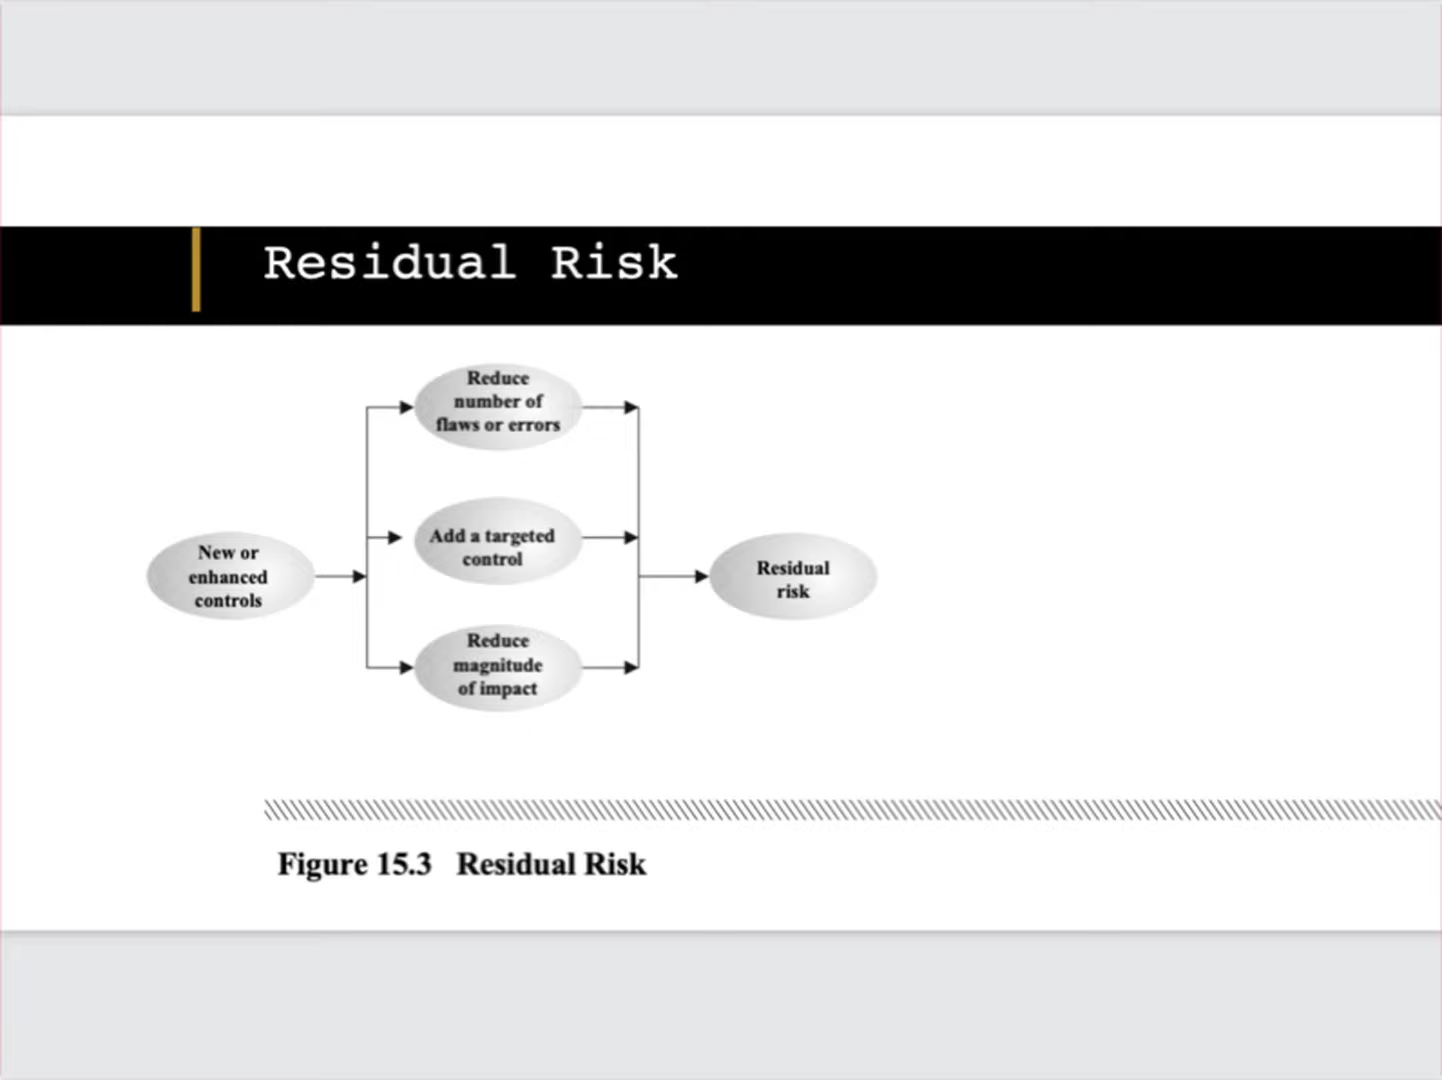 Residual Risk
Reduce
number of
flaws or errors
Add a targeted
control
New or
enhanced
controls
Residual
risk
Reduce
magnitude
of impact
Figure 15.3 Residual Risk